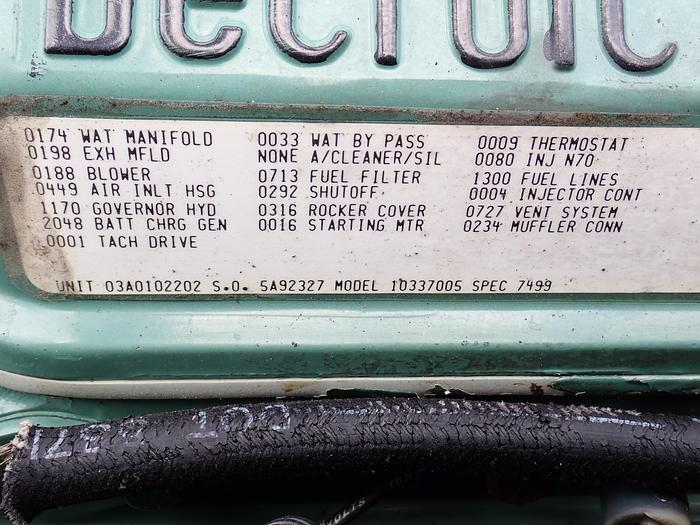 Detroit
0174 WAT MANIFOLD 0033 WAT BY PASS 0009 THERMOSTAT
0198 EXH MFLD NONE A/CLEANER/SIL 0080 INJ N70
0188 BLOWER 0713 FUEL FILTER 1300 FUEL LINES
0449 AIR INLT HSG 0292 SHUTOFF 0004 INJECTOR CONT
1170 GOVERNOR HYD 0316 ROCKER COVER 0727 VENT SYSTEM
2048 BATT CHRG GEN 0016 STARTING MTR 0234 MUFFLER CONN
0001 TACH DRIVE
UNIT 03A0102202 S.O. 5A92327 MODEL 10337005 SPEC 7499